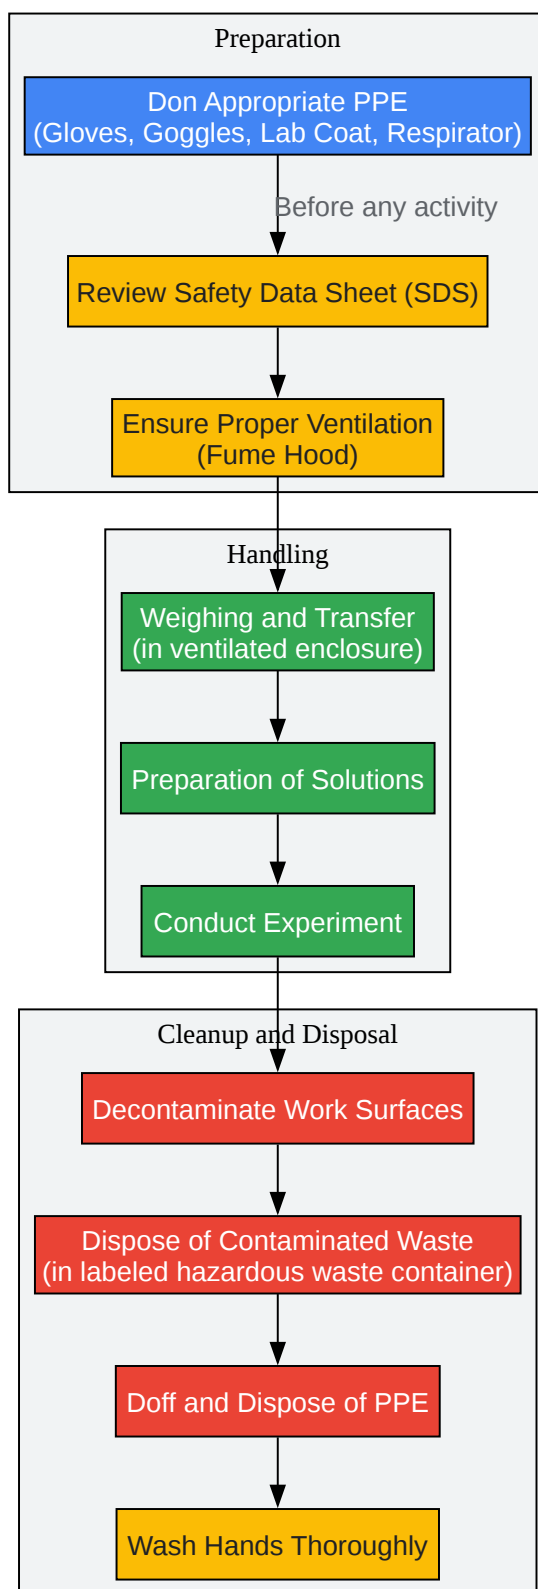 Preparation
Don Appropriate PPE
(Gloves, Goggles, Lab Coat, Respirator)
Before any activity
Review Safety Data Sheet (SDS)
Ensure Proper Ventilation
(Fume Hood)
Handling
Weighing and Transfer
(in ventilated enclosure)
Preparation of Solutions
Conduct Experiment
Cleanup and Disposal
Decontaminate Work Surfaces
Dispose of Contaminated Waste
(in labeled hazardous waste container)
Doff and Dispose of PPE
Wash Hands Thoroughly